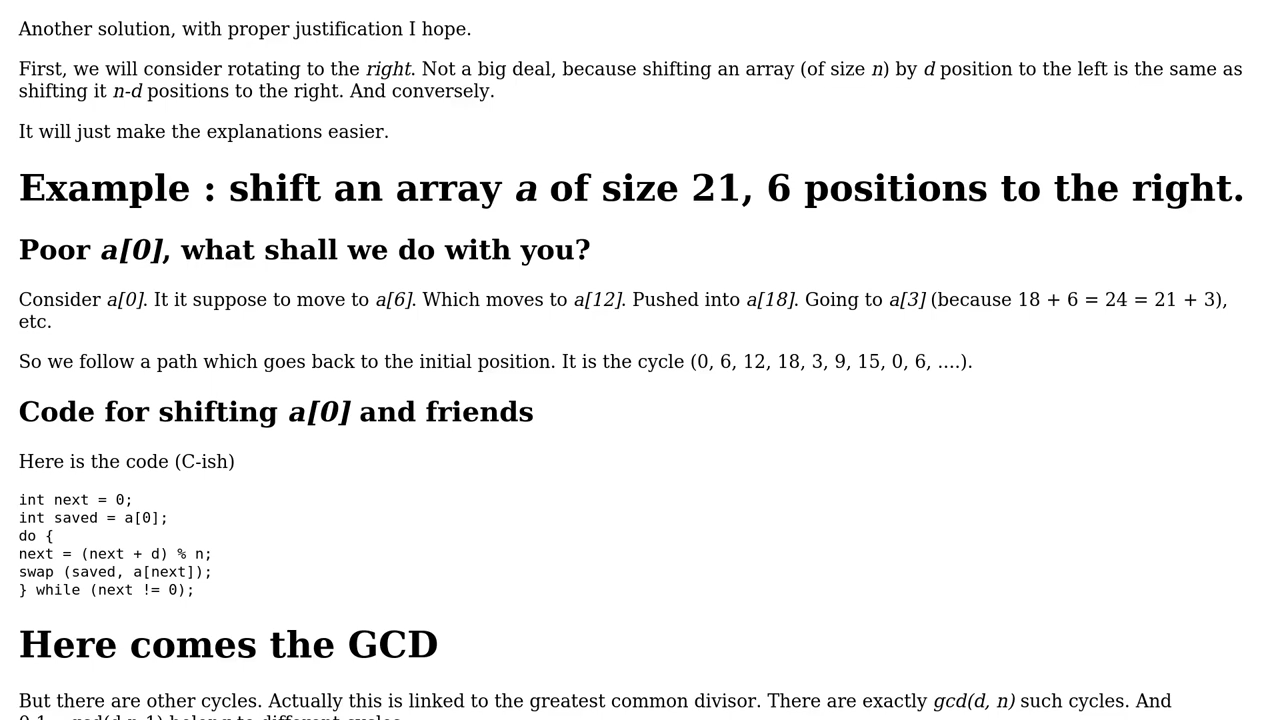 Another solution, with proper justification I hope.
First, we will consider rotating to the right. Not a big deal, because shifting an array (of size n) by d position to the left is the same as
shifting it n-d positions to the right. And conversely.
It will just make the explanations easier.
Example : shift an array a of size 21, 6 positions to the right.
Poor a[0], what shall we do with you?
Consider a[0]. It it suppose to move to a[6]. Which moves to a[12]. Pushed into a[18]. Going to a[3] (because 18 + 6 = 24 = 21 + 3),
etc.
So we follow a path which goes back to the initial position. It is the cycle (0, 6, 12, 18, 3, 9, 15, 0, 6, ....).
Code for shifting a[0] and friends
Here is the code (C-ish)
int next = 0;
int saved = a[0];
do {
next = (next + d) % n;
swap (saved, a[next]);
} while (next != 0);
Here comes the GCD
But there are other cycles. Actually this is linked to the greatest common divisor. There are exactly gcd(d, n) such cycles. And
belong to different cycles